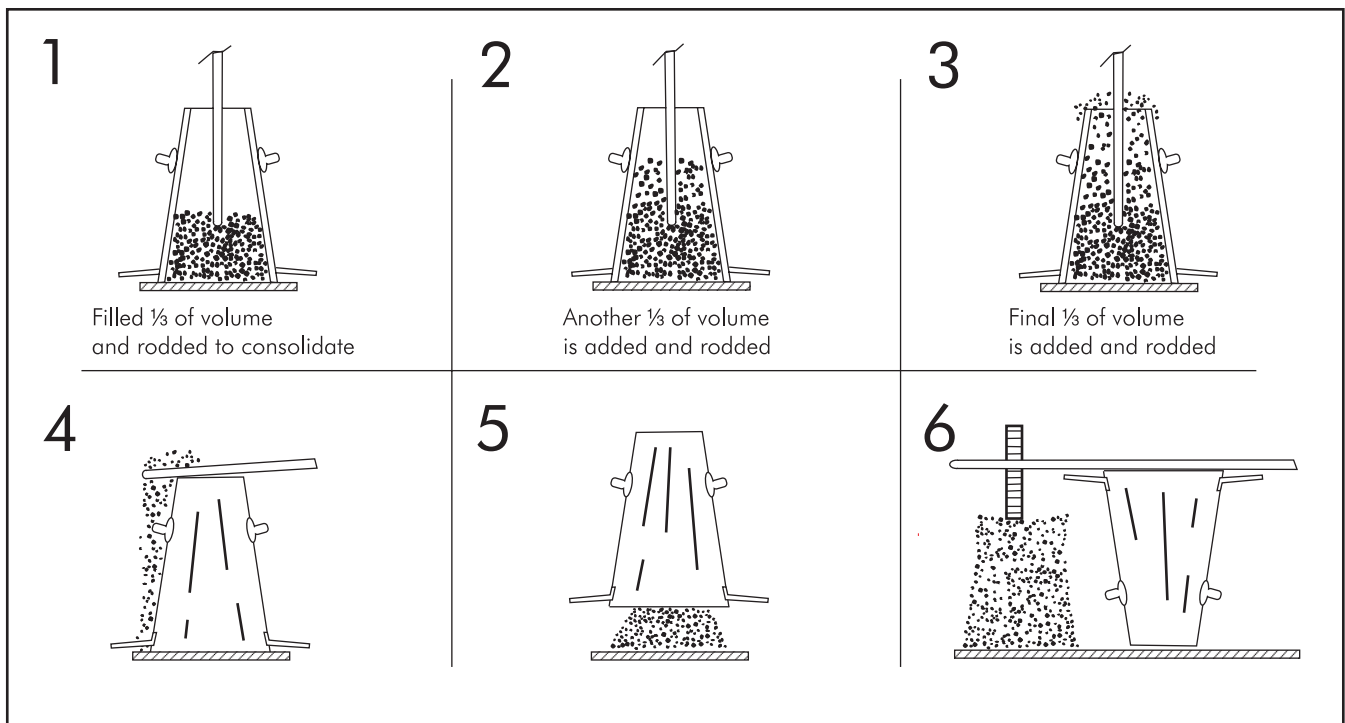 1
2
3
Filled ⅓ of volume
and rodded to consolidate
Another ⅓ of volume
is added and rodded
Final ⅓ of volume
is added and rodded
4
5
6